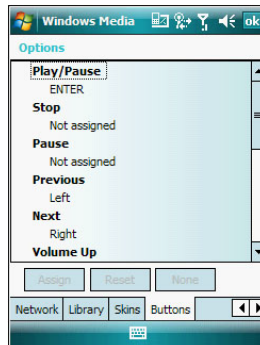 Windows Media ok
Options
Play/Pause
ENTER
Stop
Not assigned
Pause
Not assigned
Previous
Left
Next
Right
Volume Up
Assign Reset None
Network Library Skins Buttons